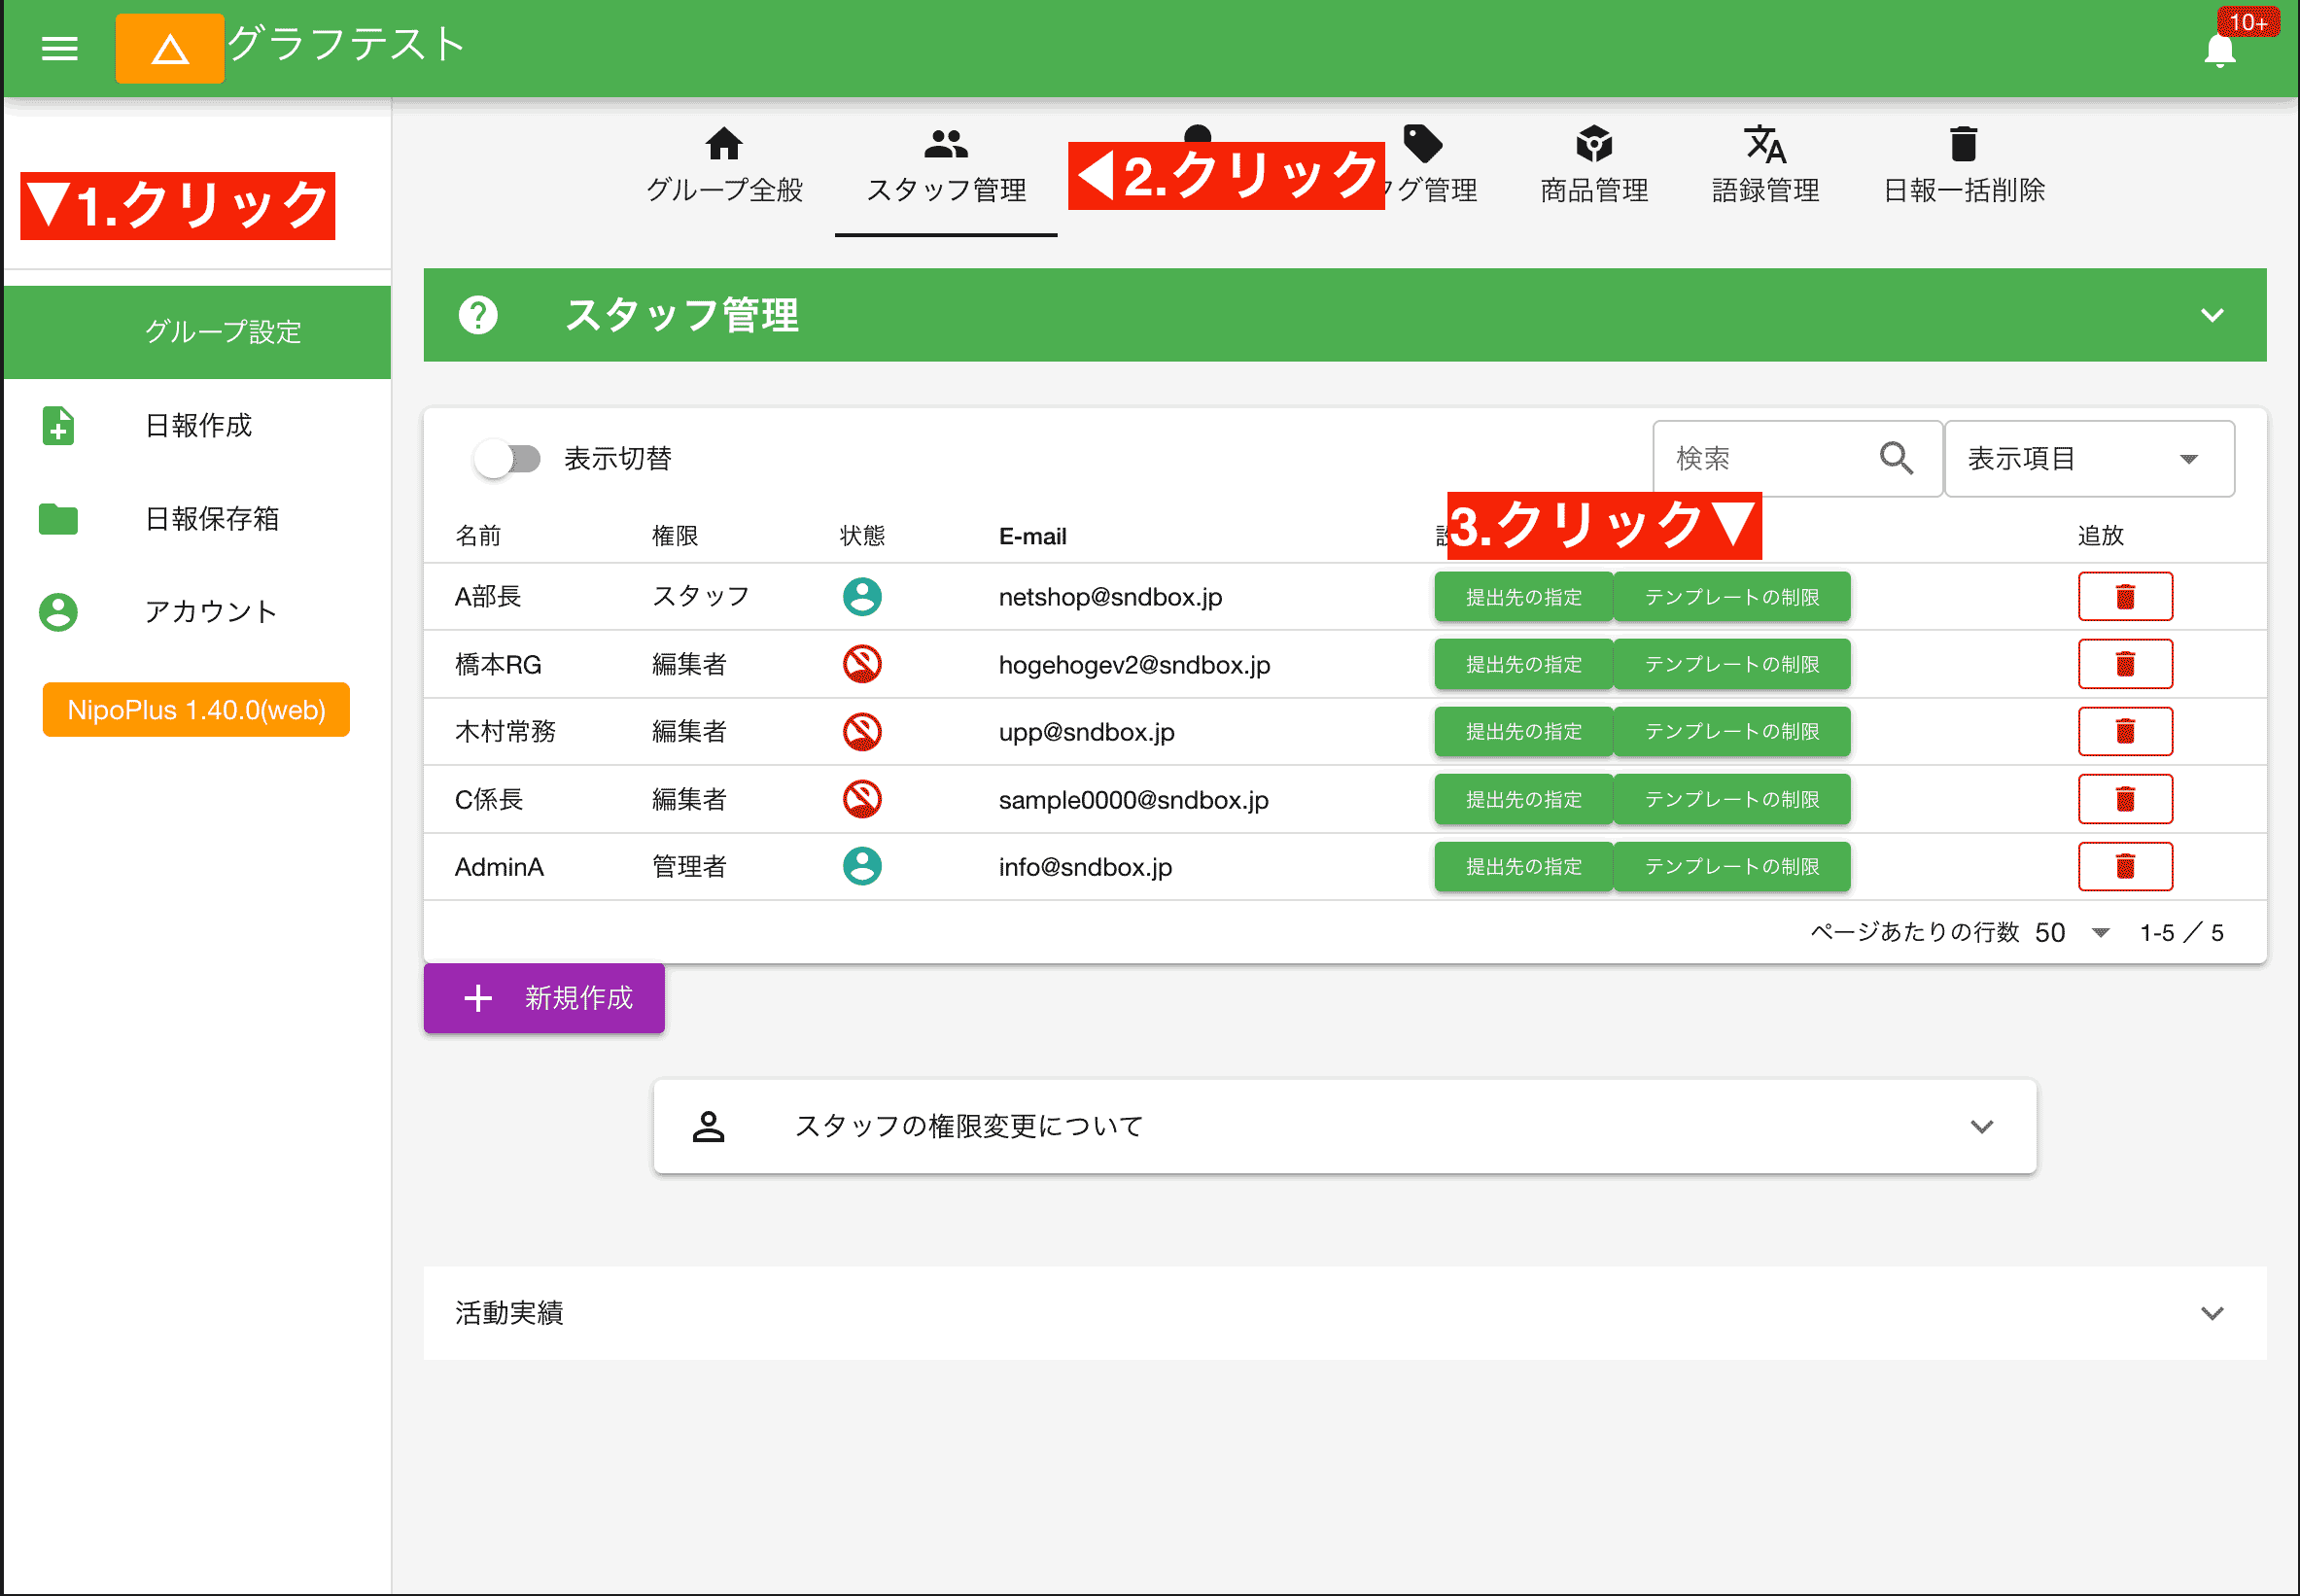 グラフテスト
10+
▼1.クリック
グループ設定
日報作成
日報保存箱
アカウント
NipoPlus 1.40.0(web)
グループ全般
スタッフ管理
◀2.クリック
グ管理
商品管理
語録管理
日報一括削除
スタッフ管理
表示切替
検索
表示項目
3.クリック▼
名前 権限 状態 E-mail 追放
A部長 スタッフ netshop@sndbox.jp 提出先の指定 テンプレートの制限
橋本RG 編集者 hogehogev2@sndbox.jp 提出先の指定 テンプレートの制限
木村常務 編集者 upp@sndbox.jp 提出先の指定 テンプレートの制限
C係長 編集者 sample0000@sndbox.jp 提出先の指定 テンプレートの制限
AdminA 管理者 info@sndbox.jp 提出先の指定 テンプレートの制限
ページあたりの行数 50 1-5 / 5
新規作成
スタッフの権限変更について
活動実績